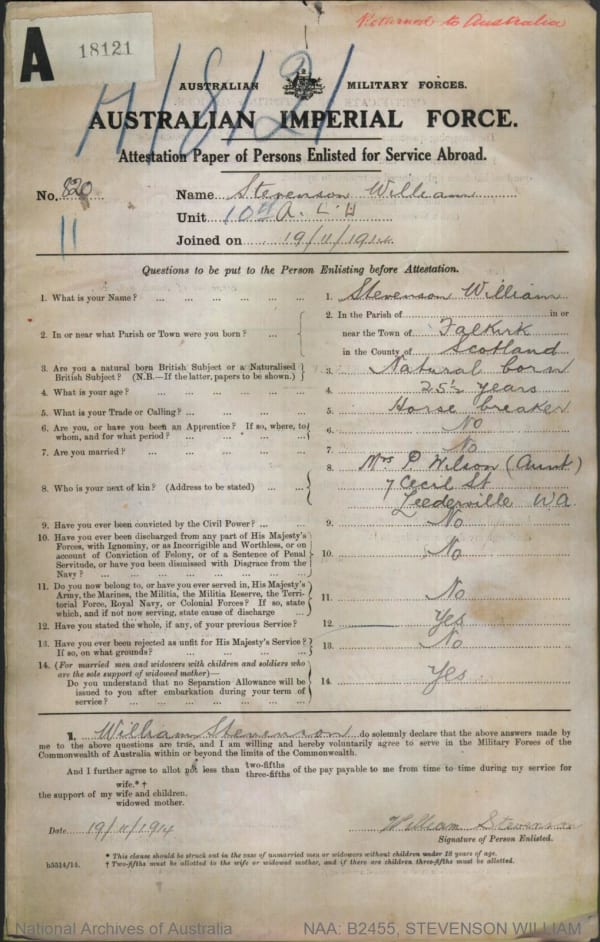 Returned to Australia
A 18121
11/8121
AUSTRALIAN MILITARY FORCES.
AUSTRALIAN IMPERIAL FORCE.
Attestation Paper of Persons Enlisted for Service Abroad.
No. 820 Name Stevenson William
11 Unit 10th A. L H
Joined on 19/11/1914
Questions to be put to the Person Enlisting before Attestation.
1. What is your Name? ... ... ... ... ... ... 1. Stevenson William
2. In or near what Parish or Town were you born? ... 2. In the Parish of in or
near the Town of Falkirk
in the County of Scotland
3. Are you a natural born British Subject or a Naturalised 3. Natural born
British Subject? (N.B.—If the latter, papers to be shown.)
4. What is your age? ... ... ... ... ... ... 4. 25½ years
5. What is your Trade or Calling? ... ... ... ... 5. Horse breaker
6. Are you, or have you been an Apprentice? If so, where, to 6. No
whom, and for what period? ... ... ... ...
7. Are you married? ... ... ... ... ... ... 7. No
8. Who is your next of kin? (Address to be stated) ... ... 8. Mrs P. Wilson (Aunt)
7 Cecil St
Leederville WA
9. Have you ever been convicted by the Civil Power? ... ... 9. No
10. Have you ever been discharged from any part of His Majesty's
Forces, with Ignominy, or as Incorrigible and Worthless, or on
account of Conviction of Felony, or of a Sentence of Penal 10. No
Servitude, or have you been dismissed with Disgrace from the
Navy? ... ... ... ... ... ...
11. Do you now belong to, or have you ever served in, His Majesty's
Army, the Marines, the Militia, the Militia Reserve, the Terri-
torial Force, Royal Navy, or Colonial Forces? If so, state 11. No
which, and if not now serving, state cause of discharge ...
12. Have you stated the whole, if any, of your previous Service? 12. Yes
13. Have you ever been rejected as unfit for His Majesty's Service? 13. No
If so, on what grounds? ... ... ... ...
14. (For married men and widowers with children and soldiers who
are the sole support of widowed mother)—
Do you understand that no Separation Allowance will be 14. Yes
issued to you after embarkation during your term of
service? ... ... ... ... ... ...
I, William Stevenson do solemnly declare that the above answers made by
me to the above questions are true, and I am willing and hereby voluntarily agree to serve in the Military Forces of the
Commonwealth of Australia within or beyond the limits of the Commonwealth.
And I further agree to allot not less than two-fifths three-fifths of the pay payable to me from time to time during my service for
wife.* †
the support of my wife and children.
widowed mother.
Date 19/11/1914 William Stevenson
Signature of Person Enlisted.
* This clause should be struck out in the case of unmarried men or widowers without children under 18 years of age.
b5514/14. † Two-fifths must be allotted to the wife or widowed mother, and if there are children three-fifths must be allotted.
National Archives of Australia NAA: B2455, STEVENSON WILLIAM